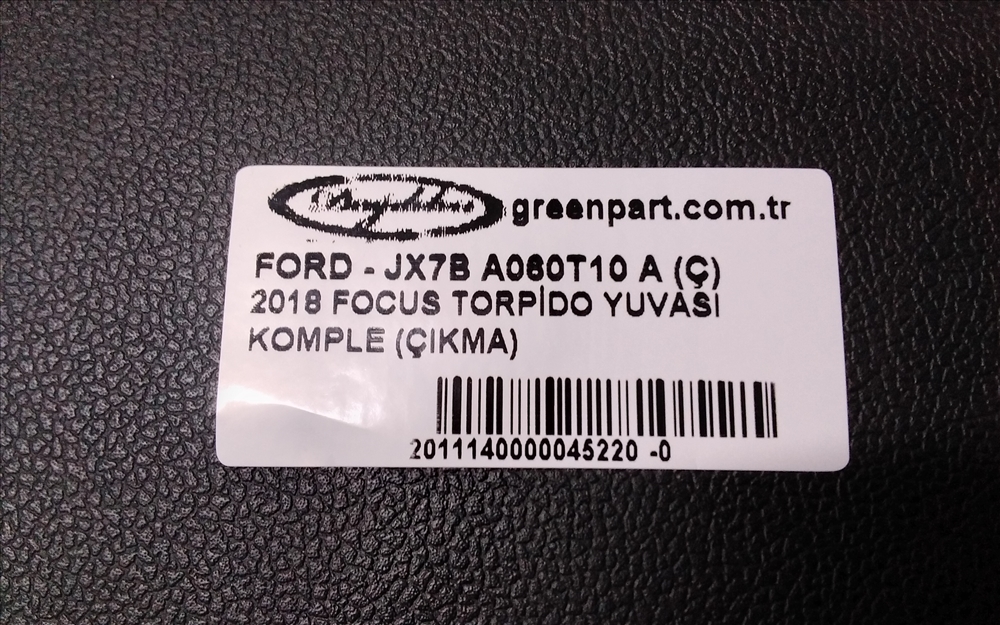 greenpart.com.tr
FORD - JX7B A060T10 A (Ç)
2018 FOCUS TORPİDO YUVASI
KOMPLE (ÇIKMA)
2011140000045220 -0